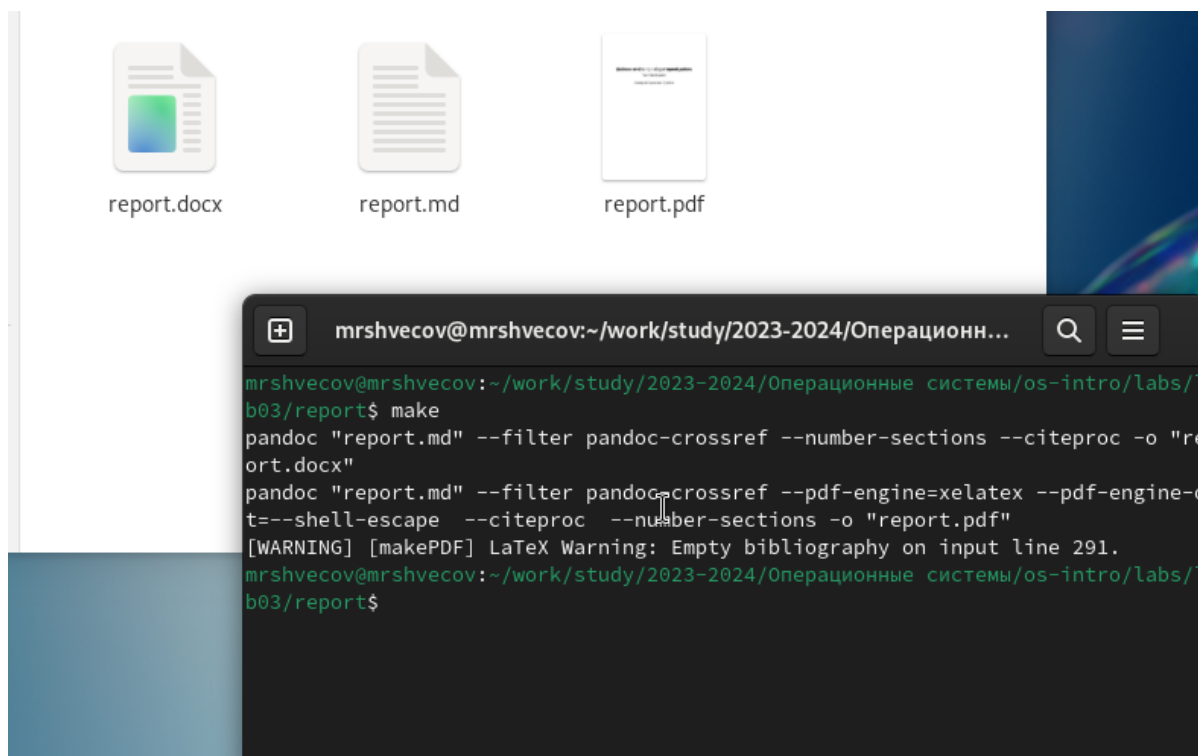 report.docx
report.md
report.pdf
mrshvecov@mrshvecov:~/work/study/2023-2024/Операционн...
mrshvecov@mrshvecov:~/work/study/2023-2024/Операционные системы/os-intro/labs/l
b03/report$ make
pandoc "report.md" --filter pandoc-crossref --number-sections --citeproc -o "re
ort.docx"
pandoc "report.md" --filter pandoc-crossref --pdf-engine=xelatex --pdf-engine-o
t=--shell-escape  --citeproc  --number-sections -o "report.pdf"
[WARNING] [makePDF] LaTeX Warning: Empty bibliography on input line 291.
mrshvecov@mrshvecov:~/work/study/2023-2024/Операционные системы/os-intro/labs/l
b03/report$